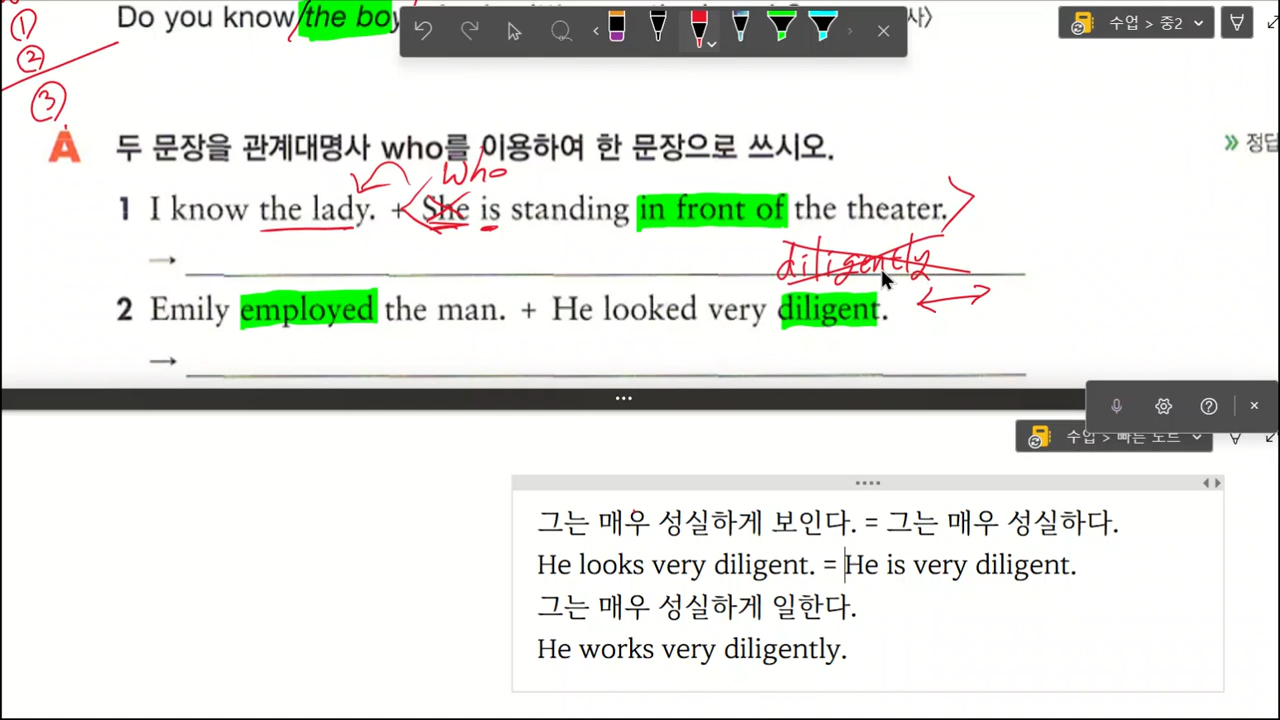 ①
Do you know/the boy
사〉
수업 > 중2
②
③
A 두 문장을 관계대명사 who를 이용하여 한 문장으로 쓰시오.
» 정답
who
1 I know the lady. + <She is standing in front of the theater.>
→
diligently
2 Emily employed the man. + He looked very diligent.
→
수업 > 빠른 노트
그는 매우 성실하게 보인다. = 그는 매우 성실하다.
He looks very diligent. = He is very diligent.
그는 매우 성실하게 일한다.
He works very diligently.